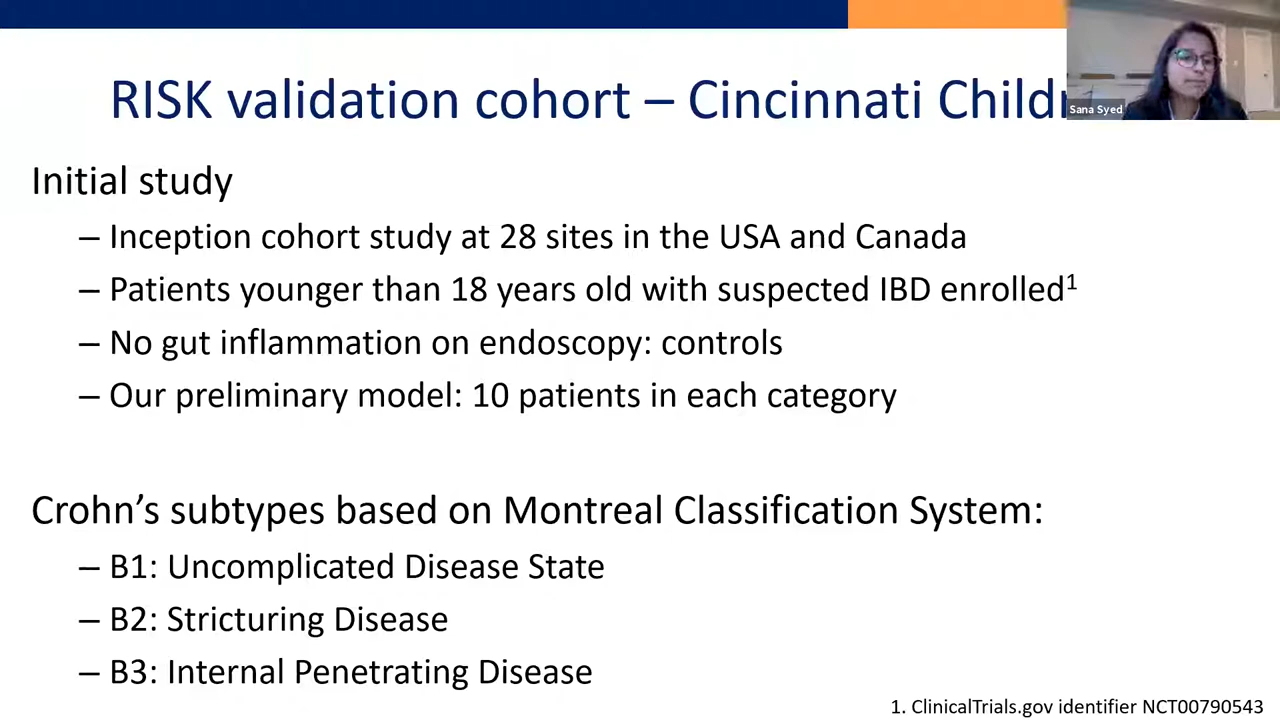 RISK validation cohort – Cincinnati
Sana Syed
Initial study
– Inception cohort study at 28 sites in the USA and Canada
– Patients younger than 18 years old with suspected IBD enrolled¹
– No gut inflammation on endoscopy: controls
– Our preliminary model: 10 patients in each category
Crohn’s subtypes based on Montreal Classification System:
– B1: Uncomplicated Disease State
– B2: Stricturing Disease
– B3: Internal Penetrating Disease
1. ClinicalTrials.gov identifier NCT00790543